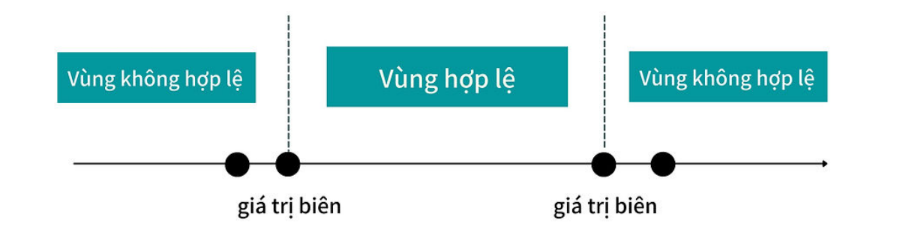 Vùng không hợp lệ
Vùng hợp lệ
Vùng không hợp lệ
giá trị biên
giá trị biên